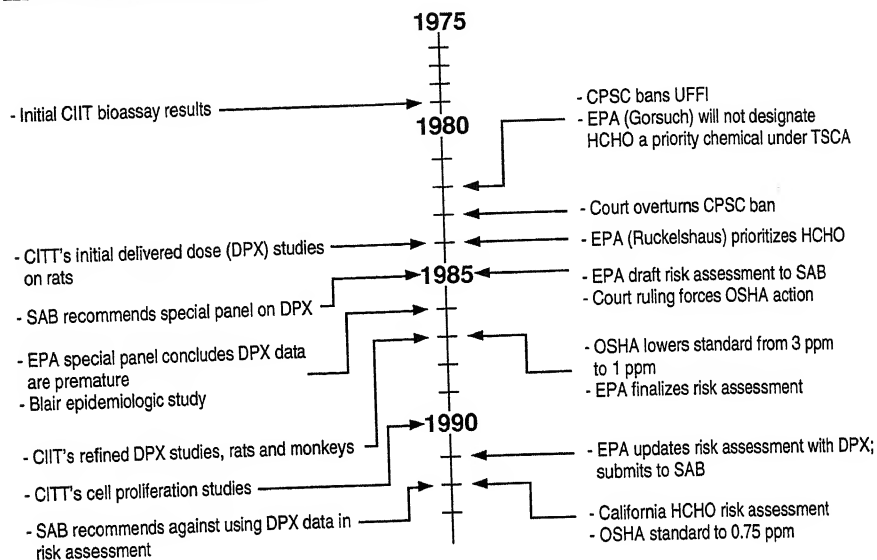 1975
- Initial CIIT bioassay results
- CPSC bans UFFI
- EPA (Gorsuch) will not designate
HCHO a priority chemical under TSCA
1980
- Court overturns CPSC ban
- CITT's initial delivered dose (DPX) studies
on rats
- EPA (Ruckelshaus) prioritizes HCHO
1985
- EPA draft risk assessment to SAB
- Court ruling forces OSHA action
- SAB recommends special panel on DPX
- EPA special panel concludes DPX data
are premature
- Blair epidemiologic study
- OSHA lowers standard from 3 ppm
to 1 ppm
- EPA finalizes risk assessment
1990
- CIIT's refined DPX studies, rats and monkeys
- EPA updates risk assessment with DPX;
submits to SAB
- CITT's cell proliferation studies
- SAB recommends against using DPX data in
risk assessment
- California HCHO risk assessment
- OSHA standard to 0.75 ppm